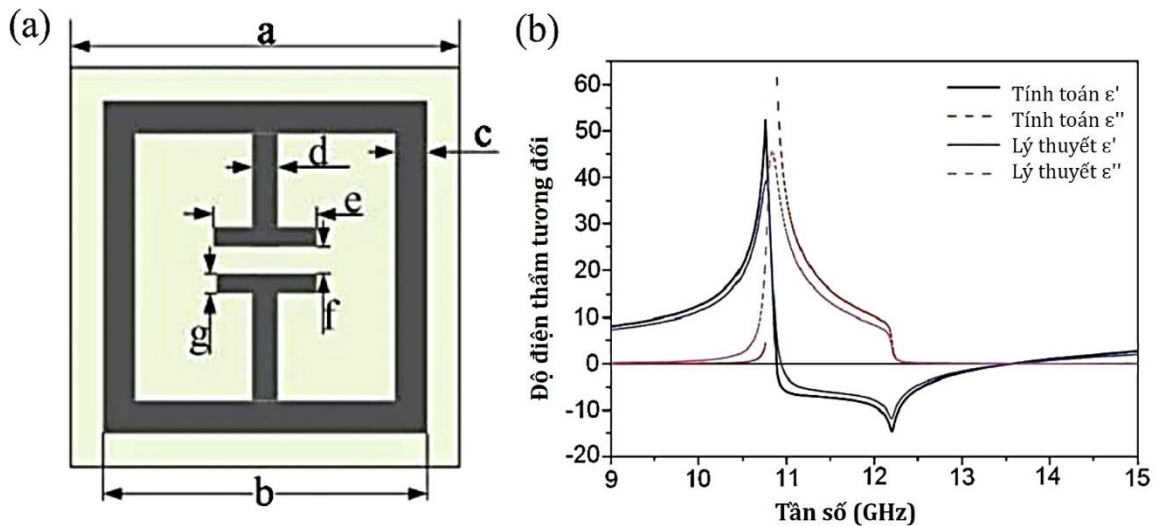 (a)
a
c
d
e
f
g
b
(b)
Độ điện thẩm tương đối
60
50
40
30
20
10
0
-10
-20
Tính toán ε'
Tính toán ε''
Lý thuyết ε'
Lý thuyết ε''
9 10 11 12 13 14 15
Tần số (GHz)